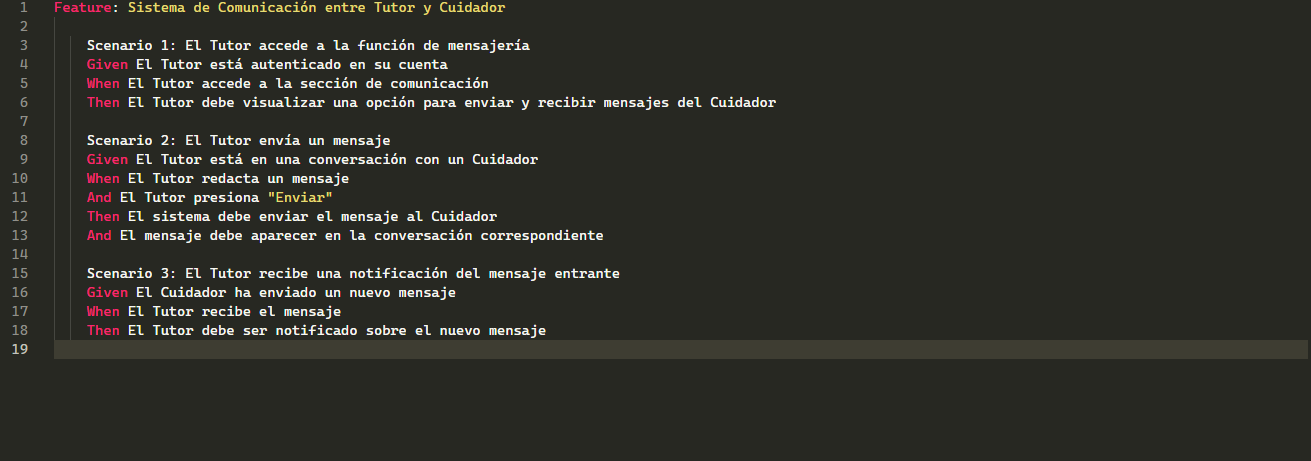 1 Feature: Sistema de Comunicación entre Tutor y Cuidador
2
3 Scenario 1: El Tutor accede a la función de mensajería
4 Given El Tutor está autenticado en su cuenta
5 When El Tutor accede a la sección de comunicación
6 Then El Tutor debe visualizar una opción para enviar y recibir mensajes del Cuidador
7
8 Scenario 2: El Tutor envía un mensaje
9 Given El Tutor está en una conversación con un Cuidador
10 When El Tutor redacta un mensaje
11 And El Tutor presiona "Enviar"
12 Then El sistema debe enviar el mensaje al Cuidador
13 And El mensaje debe aparecer en la conversación correspondiente
14
15 Scenario 3: El Tutor recibe una notificación del mensaje entrante
16 Given El Cuidador ha enviado un nuevo mensaje
17 When El Tutor recibe el mensaje
18 Then El Tutor debe ser notificado sobre el nuevo mensaje
19